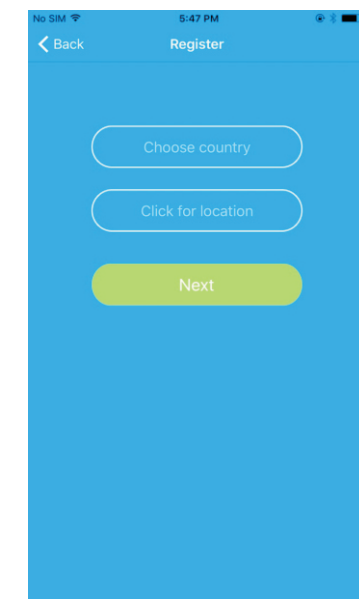 No SIM 5:47 PM
Back Register
Choose country
Click for location
Next